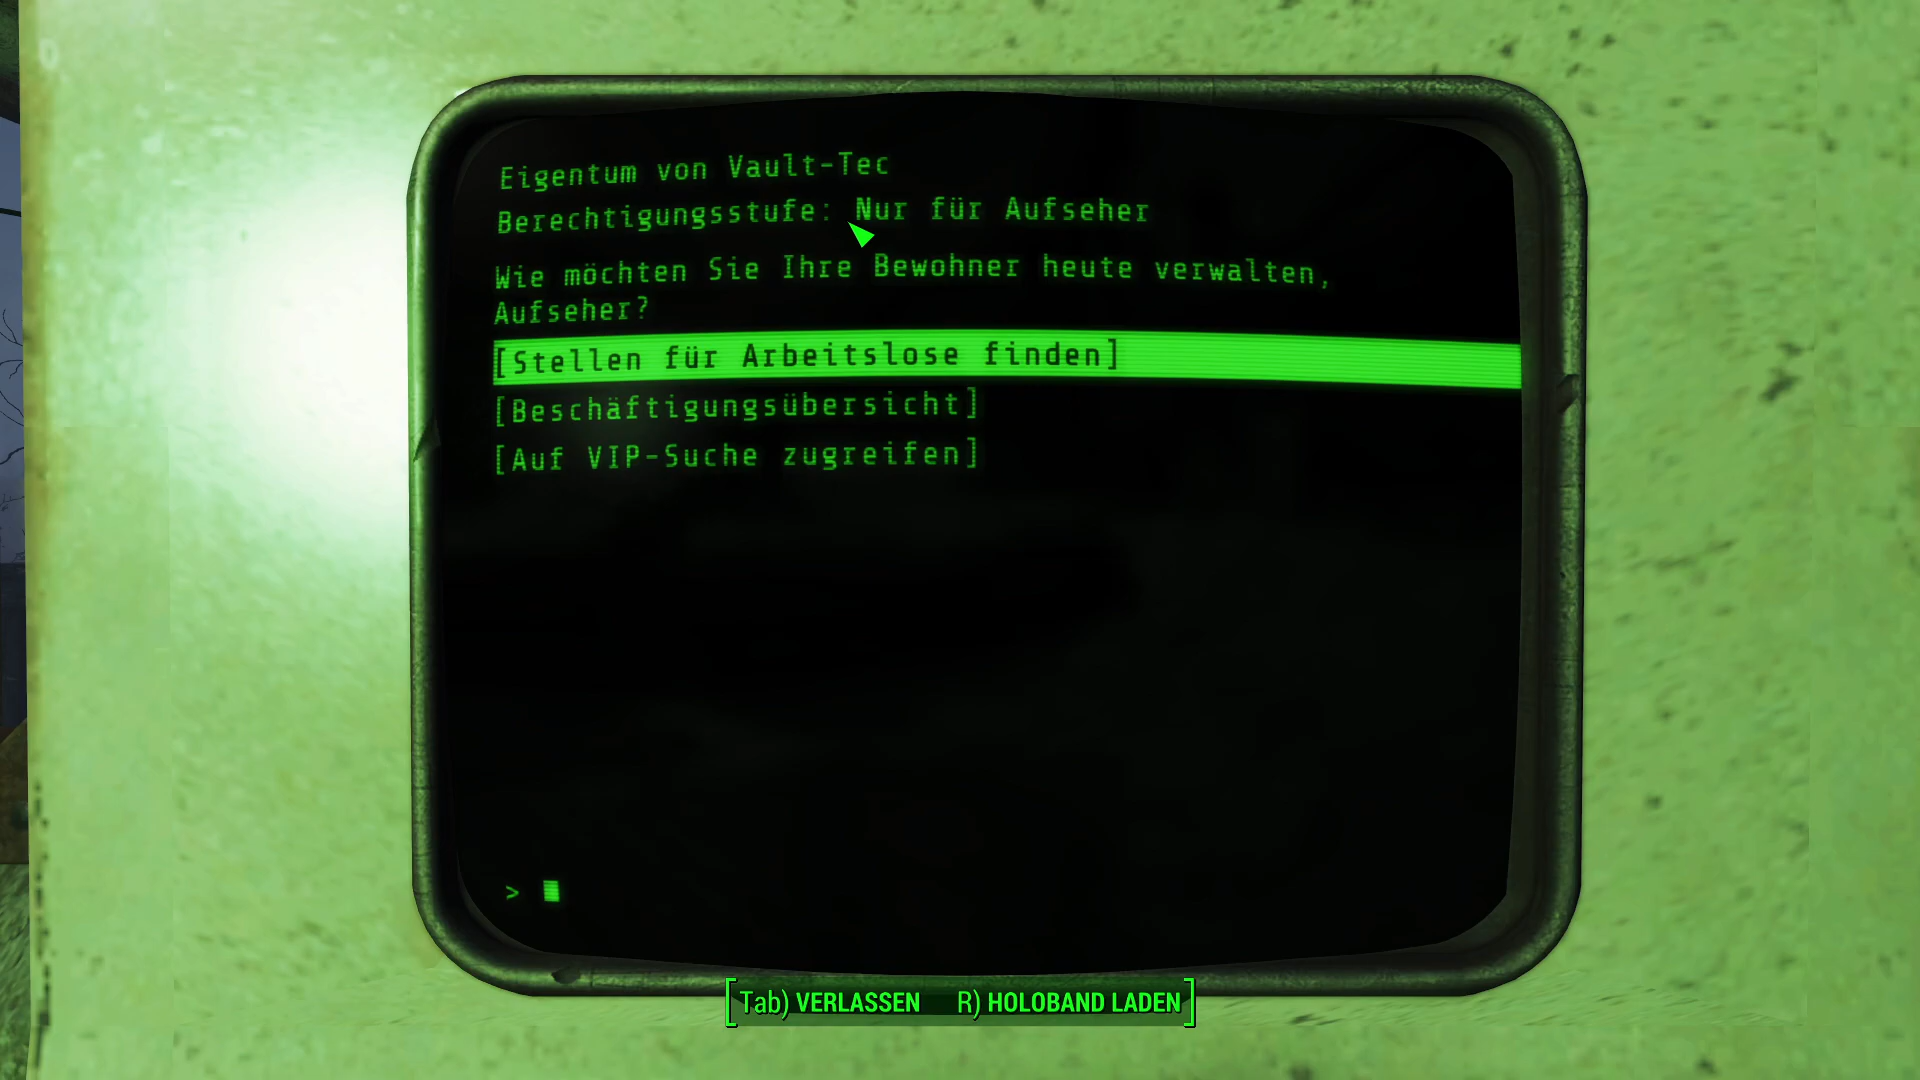 Eigentum von Vault-Tec
Berechtigungsstufe: Nur für Aufseher
Wie möchten Sie Ihre Bewohner heute verwalten,
Aufseher?
[Stellen für Arbeitslose finden]
[Beschäftigungsübersicht]
[Auf VIP-Suche zugreifen]
>
[Tab) VERLASSEN R) HOLOBAND LADEN]